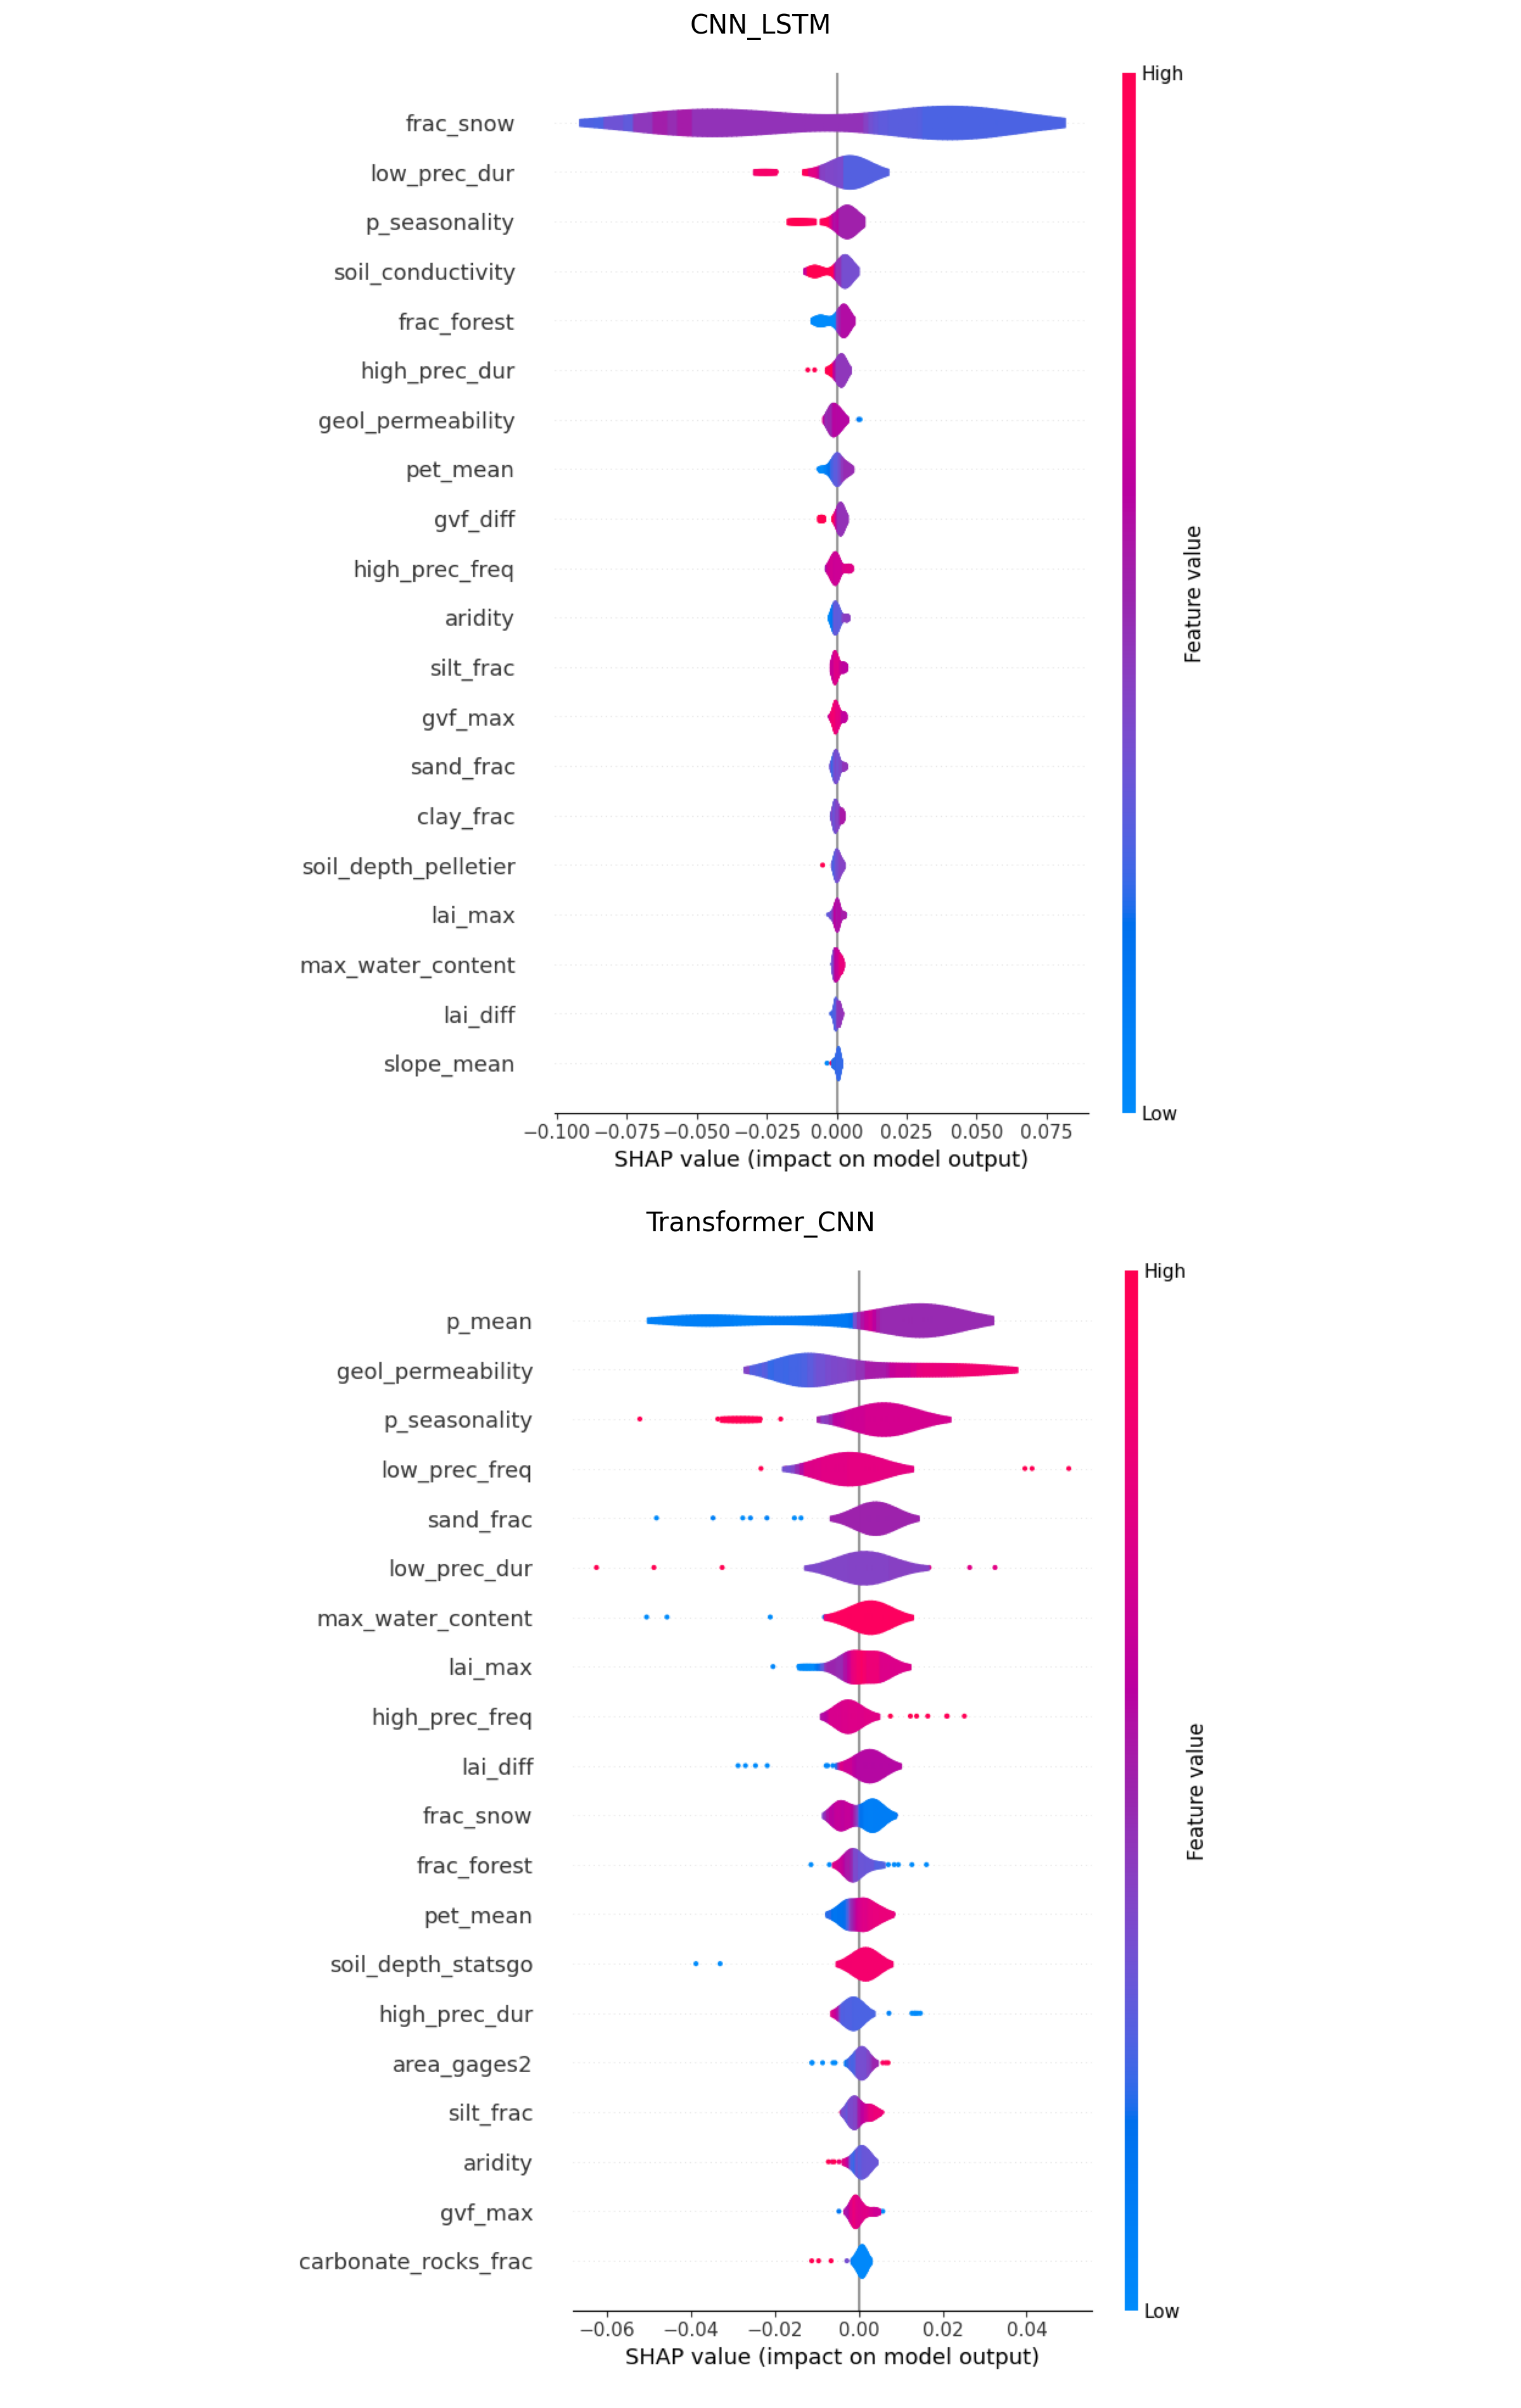 CNN_LSTM
High
frac_snow
low_prec_dur
p_seasonality
soil_conductivity
frac_forest
high_prec_dur
geol_permeability
pet_mean
gvf_diff
high_prec_freq
aridity
silt_frac
gvf_max
sand_frac
clay_frac
soil_depth_pelletier
lai_max
max_water_content
lai_diff
slope_mean
Feature value
Low
−0.100 −0.075 −0.050 −0.025 0.000 0.025 0.050 0.075
SHAP value (impact on model output)
Transformer_CNN
High
p_mean
geol_permeability
p_seasonality
low_prec_freq
sand_frac
low_prec_dur
max_water_content
lai_max
high_prec_freq
lai_diff
frac_snow
frac_forest
pet_mean
soil_depth_statsgo
high_prec_dur
area_gages2
silt_frac
aridity
gvf_max
carbonate_rocks_frac
Feature value
Low
−0.06 −0.04 −0.02 0.00 0.02 0.04
SHAP value (impact on model output)